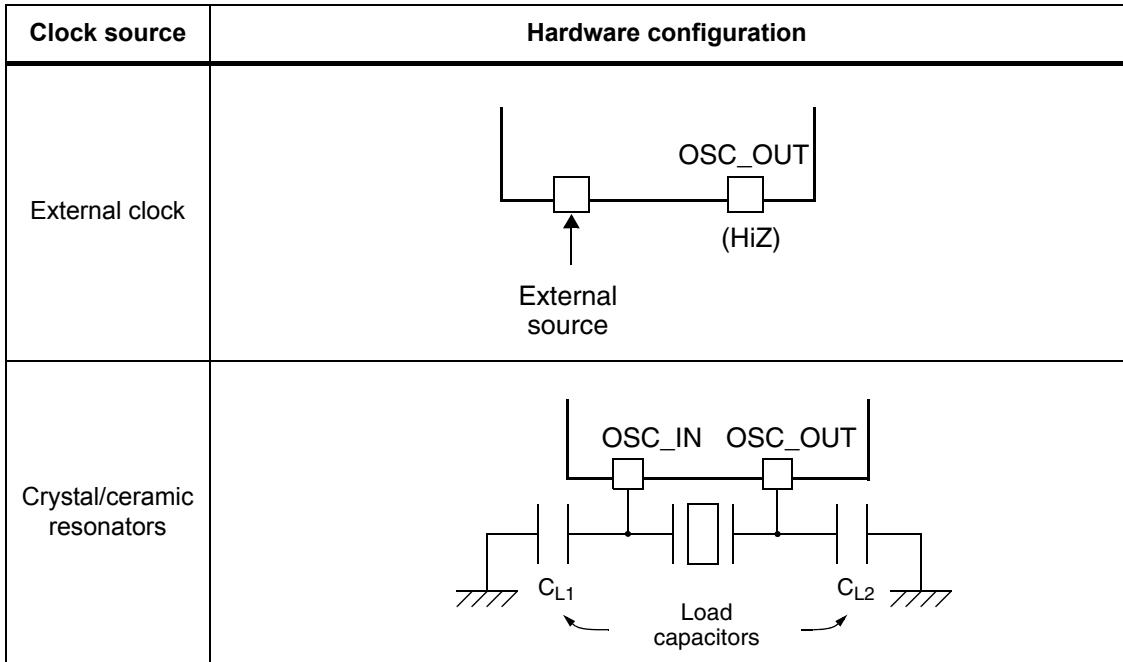 Clock source
Hardware configuration
External clock
OSC_OUT
(HiZ)
External
source
Crystal/ceramic
resonators
OSC_IN
OSC_OUT
CL1
CL2
Load
capacitors